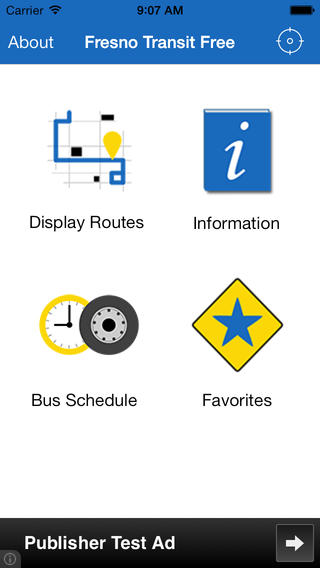 Carrier 9:07 AM
About Fresno Transit Free
i
Display Routes Information
Bus Schedule Favorites
Publisher Test Ad
i